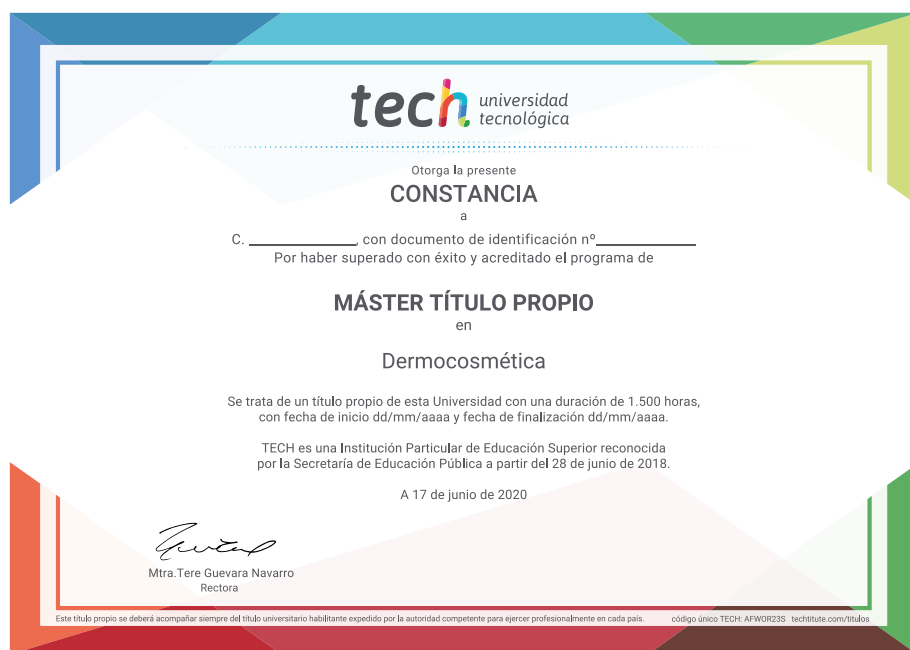 tech universidad
tecnológica
Otorga la presente
CONSTANCIA
a
C. ____________, con documento de identificación nº____________
Por haber superado con éxito y acreditado el programa de
MÁSTER TÍTULO PROPIO
en
Dermocosmética
Se trata de un título propio de esta Universidad con una duración de 1.500 horas,
con fecha de inicio dd/mm/aaaa y fecha de finalización dd/mm/aaaa.
TECH es una Institución Particular de Educación Superior reconocida
por la Secretaría de Educación Pública a partir del 28 de junio de 2018.
A 17 de junio de 2020
Mtra.Tere Guevara Navarro
Rectora
Este título propio se deberá acompañar siempre del título universitario habilitante expedido por la autoridad competente para ejercer profesionalmente en cada país. código único TECH: AFWOR23S techtitute.com/titulos